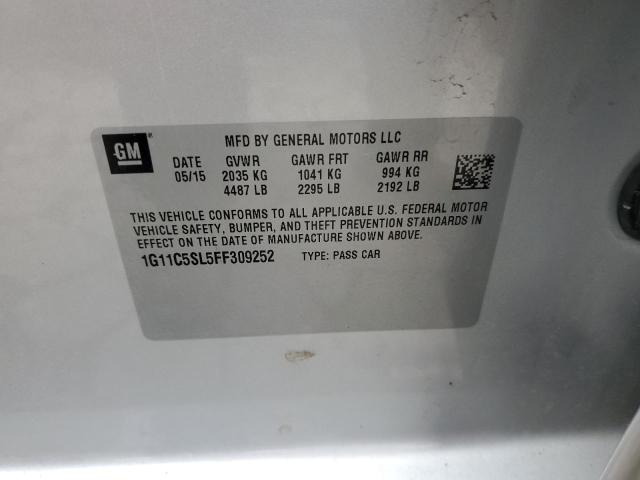 GM
MFD BY GENERAL MOTORS LLC
DATE GVWR GAWR FRT GAWR RR
05/15 2035 KG 1041 KG 994 KG
4487 LB 2295 LB 2192 LB
THIS VEHICLE CONFORMS TO ALL APPLICABLE U.S. FEDERAL MOTOR
VEHICLE SAFETY, BUMPER, AND THEFT PREVENTION STANDARDS IN
EFFECT ON THE DATE OF MANUFACTURE SHOWN ABOVE.
1G11C5SL5FF309252 TYPE: PASS CAR